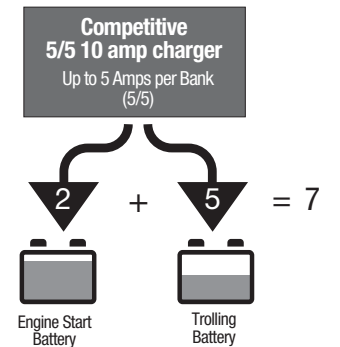 Competitive
5/5 10 amp charger
Up to 5 Amps per Bank
(5/5)
2 + 5 = 7
Engine Start
Battery
Trolling
Battery